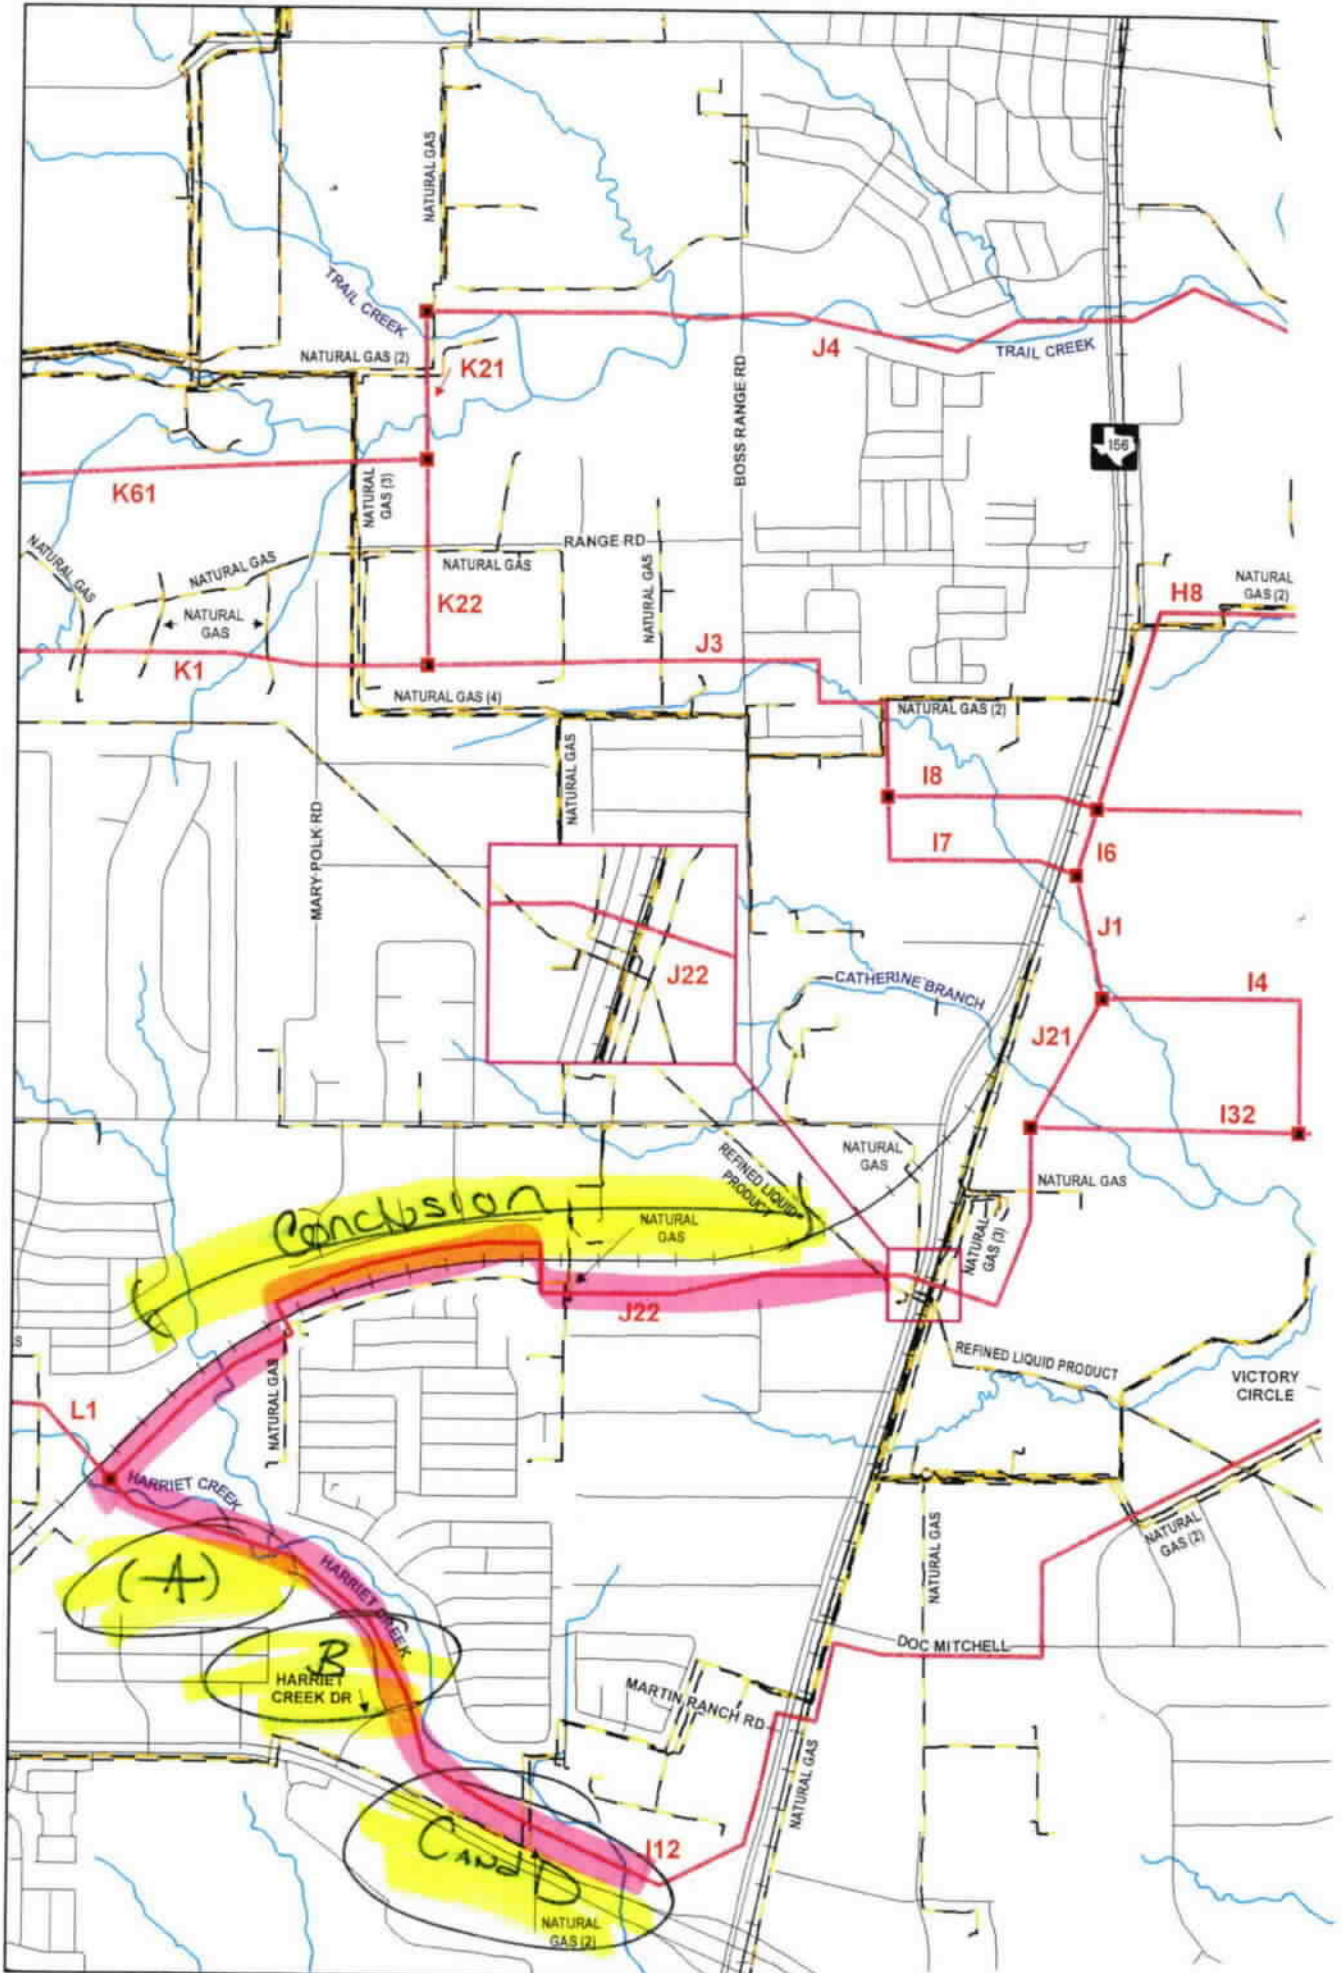 NATURAL GAS
TRAIL CREEK
NATURAL GAS (2)
K21
J4
TRAIL CREEK
BOSS RANGE RD
156
K61
NATURAL
GAS (3)
RANGE RD
NATURAL GAS
NATURAL GAS
NATURAL GAS
NATURAL
GAS
NATURAL GAS
K22
H8
NATURAL
GAS (2)
K1
J3
NATURAL GAS (4)
NATURAL GAS (2)
NATURAL GAS
I8
MARY POLK RD
I7
I6
J1
J22
CATHERINE BRANCH
I4
J21
I32
NATURAL
GAS
REFINED LIQUID
PRODUCT
NATURAL GAS
Conclusion
NATURAL
GAS
NATURAL
GAS (3)
J22
REFINED LIQUID PRODUCT
VICTORY
CIRCLE
S
L1
NATURAL GAS
HARRIET CREEK
NATURAL
GAS (2)
NATURAL GAS
(A)
HARRIET CREEK
B
HARRIET
CREEK DR
DOC MITCHELL
MARTIN RANCH RD
NATURAL GAS
C AND D
I12
NATURAL
GAS (2)